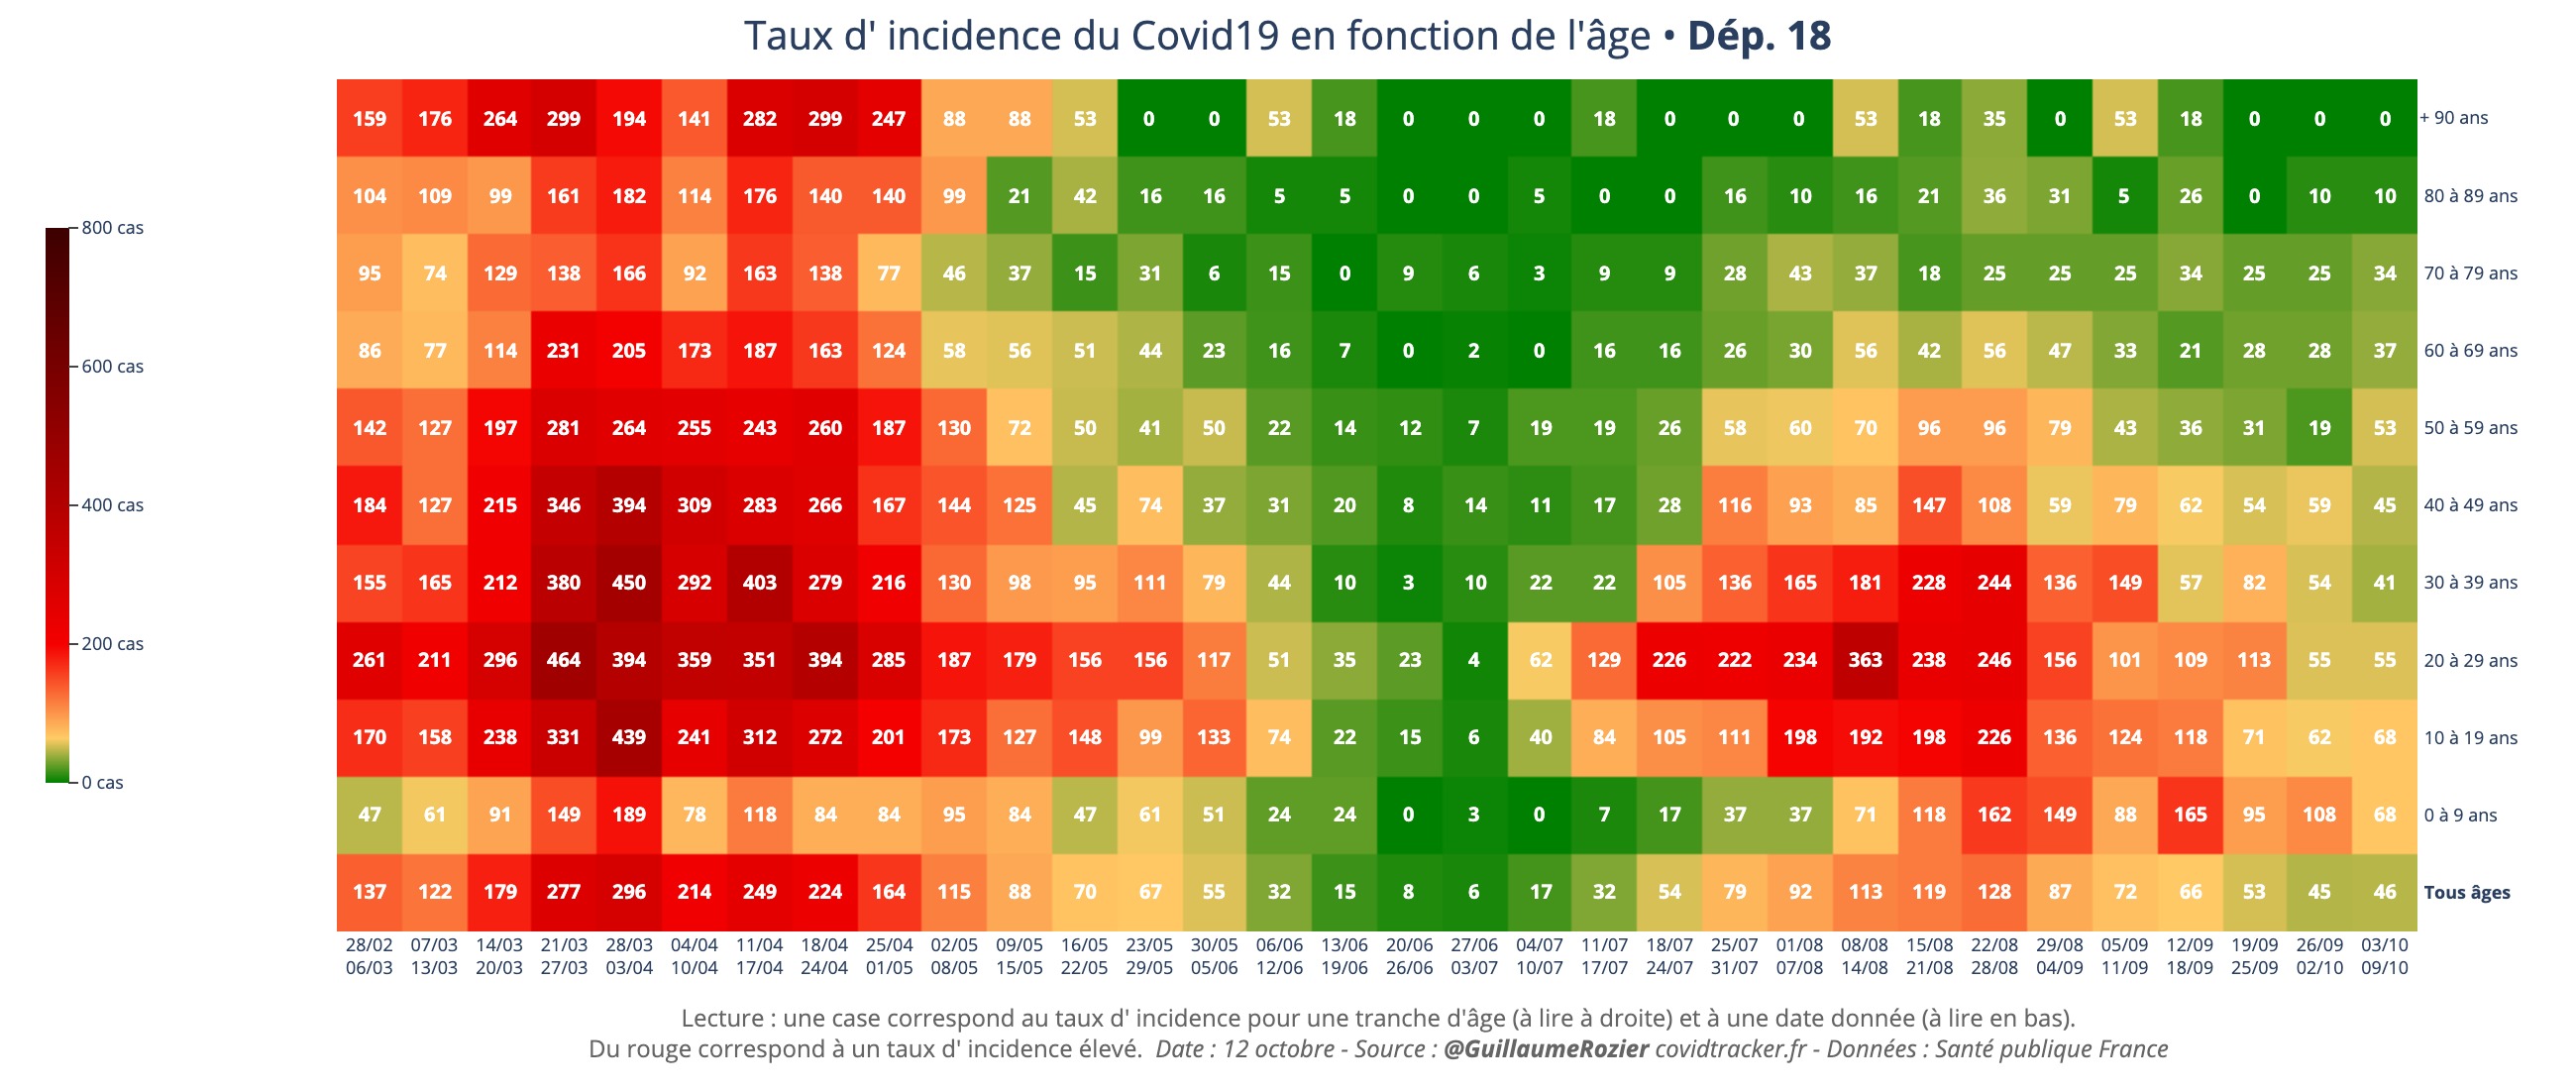 Taux d' incidence du Covid19 en fonction de l'âge • Dép. 18
800 cas
600 cas
400 cas
200 cas
0 cas
159 176 264 299 194 141 282 299 247 88 88 53 0 0 53 18 0 0 0 18 0 0 0 53 18 35 0 53 18 0 0 0 + 90 ans
104 109 99 161 182 114 176 140 140 99 21 42 16 16 5 5 0 0 5 0 0 16 10 16 21 36 31 5 26 0 10 10 80 à 89 ans
95 74 129 138 166 92 163 138 77 46 37 15 31 6 15 0 9 6 3 9 9 28 43 37 18 25 25 25 34 25 25 34 70 à 79 ans
86 77 114 231 205 173 187 163 124 58 56 51 44 23 16 7 0 2 0 16 16 26 30 56 42 56 47 33 21 28 28 37 60 à 69 ans
142 127 197 281 264 255 243 260 187 130 72 50 41 50 22 14 12 7 19 19 26 58 60 70 96 96 79 43 36 31 19 53 50 à 59 ans
184 127 215 346 394 309 283 266 167 144 125 45 74 37 31 20 8 14 11 17 28 116 93 85 147 108 59 79 62 54 59 45 40 à 49 ans
155 165 212 380 450 292 403 279 216 130 98 95 111 79 44 10 3 10 22 22 105 136 165 181 228 244 136 149 57 82 54 41 30 à 39 ans
261 211 296 464 394 359 351 394 285 187 179 156 156 117 51 35 23 4 62 129 226 222 234 363 238 246 156 101 109 113 55 55 20 à 29 ans
170 158 238 331 439 241 312 272 201 173 127 148 99 133 74 22 15 6 40 84 105 111 198 192 198 226 136 124 118 71 62 68 10 à 19 ans
47 61 91 149 189 78 118 84 84 95 84 47 61 51 24 24 0 3 0 7 17 37 37 71 118 162 149 88 165 95 108 68 0 à 9 ans
137 122 179 277 296 214 249 224 164 115 88 70 67 55 32 15 8 6 17 32 54 79 92 113 119 128 87 72 66 53 45 46 Tous âges
28/02 07/03 14/03 21/03 28/03 04/04 11/04 18/04 25/04 02/05 09/05 16/05 23/05 30/05 06/06 13/06 20/06 27/06 04/07 11/07 18/07 25/07 01/08 08/08 15/08 22/08 29/08 05/09 12/09 19/09 26/09 03/10
06/03 13/03 20/03 27/03 03/04 10/04 17/04 24/04 01/05 08/05 15/05 22/05 29/05 05/06 12/06 19/06 26/06 03/07 10/07 17/07 24/07 31/07 07/08 14/08 21/08 28/08 04/09 11/09 18/09 25/09 02/10 09/10
Lecture : une case correspond au taux d' incidence pour une tranche d'âge (à lire à droite) et à une date donnée (à lire en bas).
Du rouge correspond à un taux d' incidence élevé. Date : 12 octobre - Source : @GuillaumeRozier covidtracker.fr - Données : Santé publique France